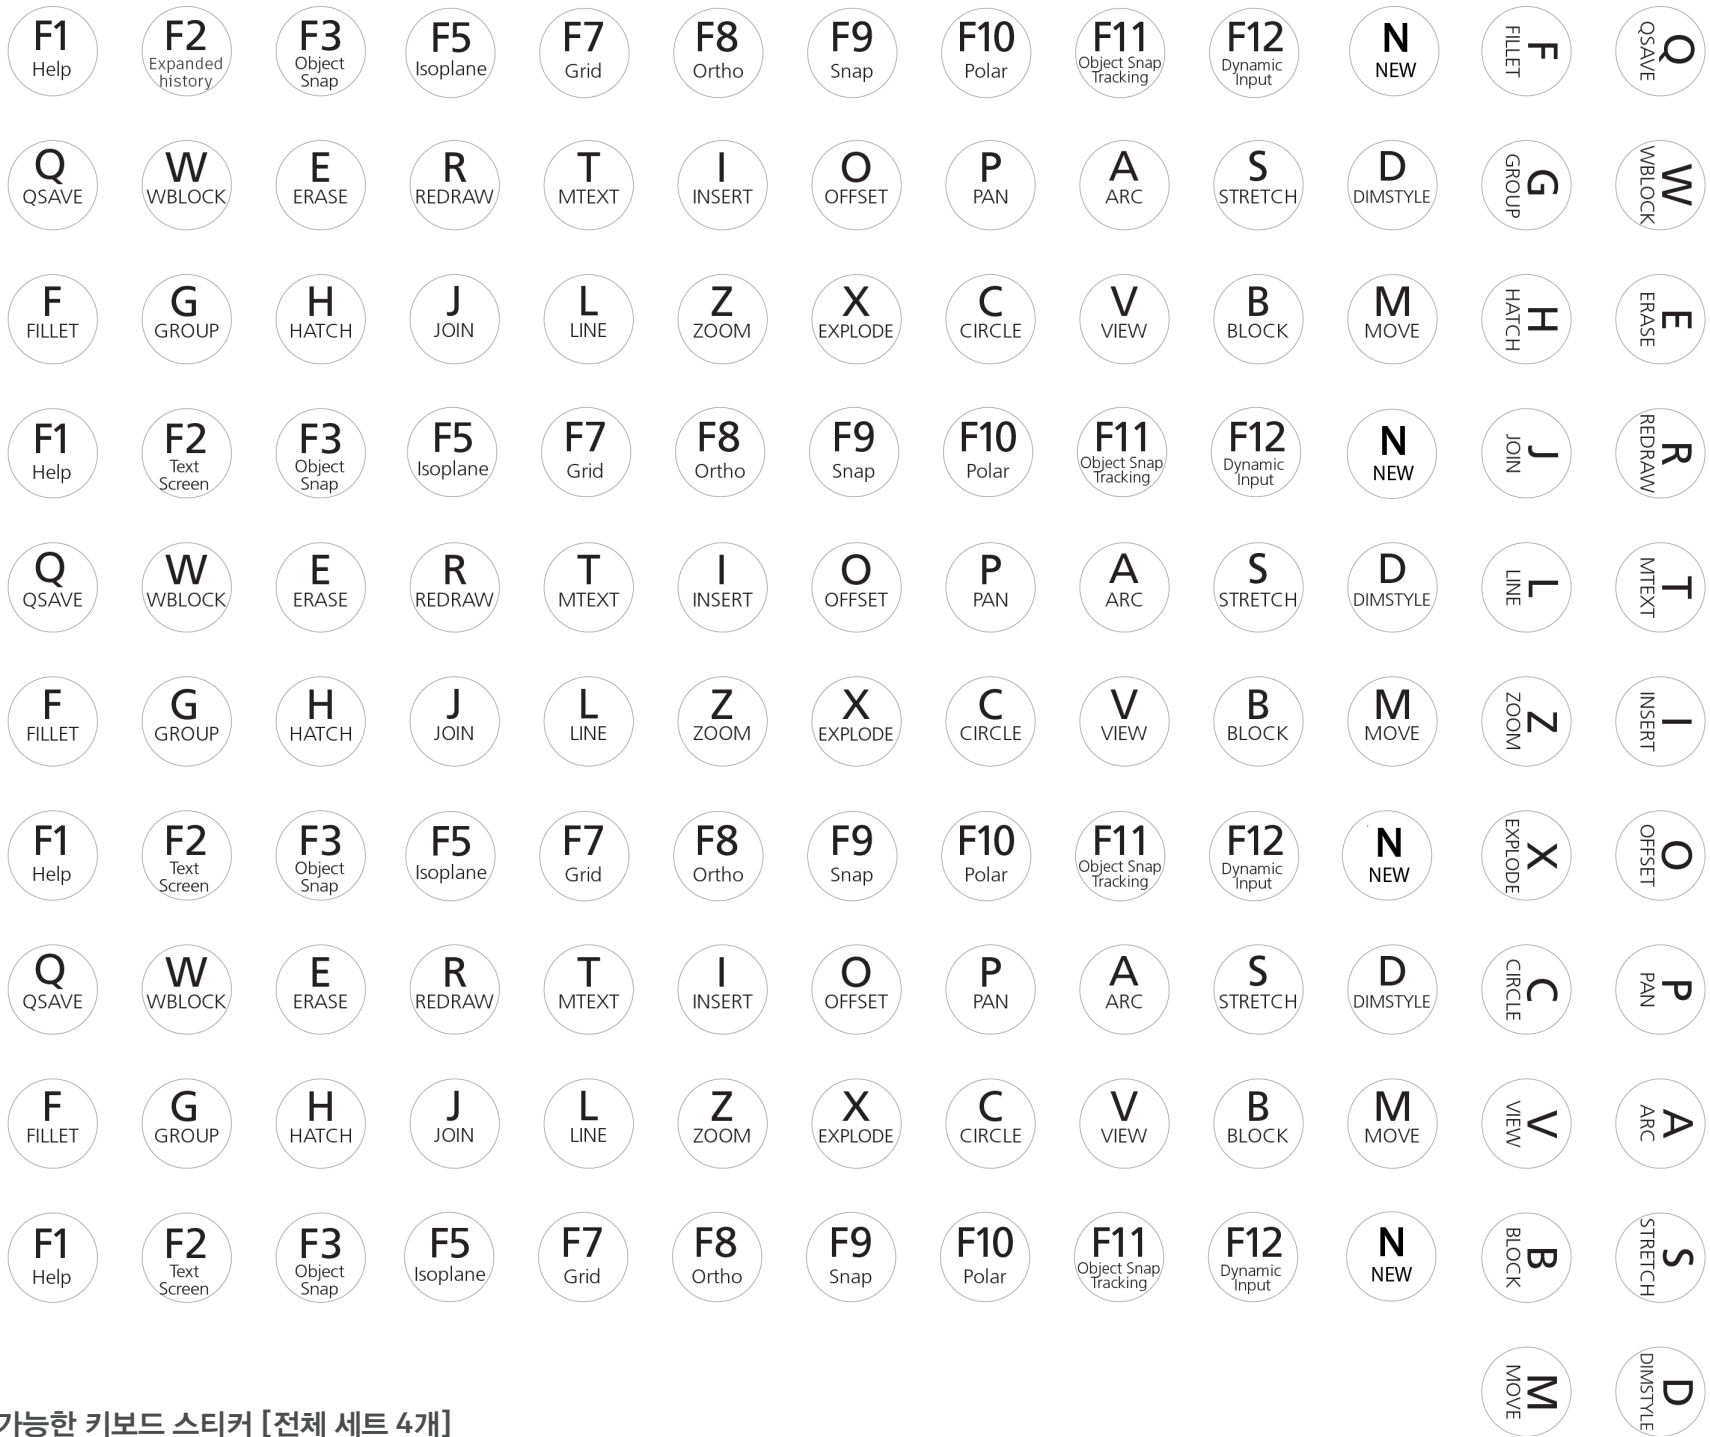 F1
Help
F2
Expanded
history
F3
Object
Snap
F5
Isoplane
F7
Grid
F8
Ortho
F9
Snap
F10
Polar
F11
Object Snap
Tracking
F12
Dynamic
Input
N
NEW
F
FILLET
Q
QSAVE
Q
QSAVE
W
WBLOCK
E
ERASE
R
REDRAW
T
MTEXT
I
INSERT
O
OFFSET
P
PAN
A
ARC
S
STRETCH
D
DIMSTYLE
G
GROUP
W
WBLOCK
F
FILLET
G
GROUP
H
HATCH
J
JOIN
L
LINE
Z
ZOOM
X
EXPLODE
C
CIRCLE
V
VIEW
B
BLOCK
M
MOVE
H
HATCH
E
ERASE
F1
Help
F2
Text
Screen
F3
Object
Snap
F5
Isoplane
F7
Grid
F8
Ortho
F9
Snap
F10
Polar
F11
Object Snap
Tracking
F12
Dynamic
Input
N
NEW
J
JOIN
R
REDRAW
Q
QSAVE
W
WBLOCK
E
ERASE
R
REDRAW
T
MTEXT
I
INSERT
O
OFFSET
P
PAN
A
ARC
S
STRETCH
D
DIMSTYLE
L
LINE
T
MTEXT
F
FILLET
G
GROUP
H
HATCH
J
JOIN
L
LINE
Z
ZOOM
X
EXPLODE
C
CIRCLE
V
VIEW
B
BLOCK
M
MOVE
Z
ZOOM
I
INSERT
F1
Help
F2
Text
Screen
F3
Object
Snap
F5
Isoplane
F7
Grid
F8
Ortho
F9
Snap
F10
Polar
F11
Object Snap
Tracking
F12
Dynamic
Input
N
NEW
X
EXPLODE
O
OFFSET
Q
QSAVE
W
WBLOCK
E
ERASE
R
REDRAW
T
MTEXT
I
INSERT
O
OFFSET
P
PAN
A
ARC
S
STRETCH
D
DIMSTYLE
C
CIRCLE
P
PAN
F
FILLET
G
GROUP
H
HATCH
J
JOIN
L
LINE
Z
ZOOM
X
EXPLODE
C
CIRCLE
V
VIEW
B
BLOCK
M
MOVE
V
VIEW
A
ARC
F1
Help
F2
Text
Screen
F3
Object
Snap
F5
Isoplane
F7
Grid
F8
Ortho
F9
Snap
F10
Polar
F11
Object Snap
Tracking
F12
Dynamic
Input
N
NEW
B
BLOCK
S
STRETCH
M
MOVE
D
DIMSTYLE
가능한 키보드 스티커 [전체 세트 4개]